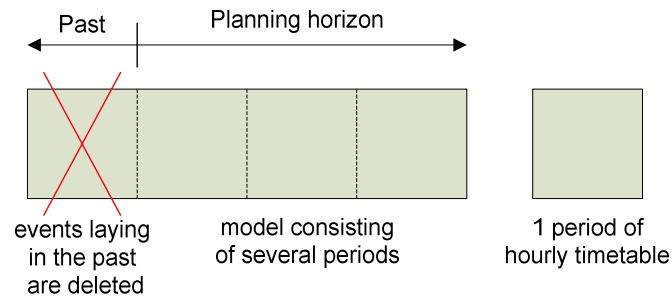 Past
Planning horizon
events laying
in the past
are deleted
model consisting
of several periods
1 period of
hourly timetable